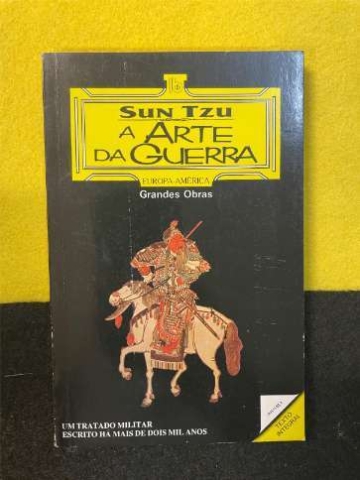 SUN TZU
A ARTE
DA GUERRA
EUROPA-AMÉRICA
Grandes Obras
UM TRATADO MILITAR
ESCRITO HÁ MAIS DE DOIS MIL ANOS
TEXTO
INTEGRAL